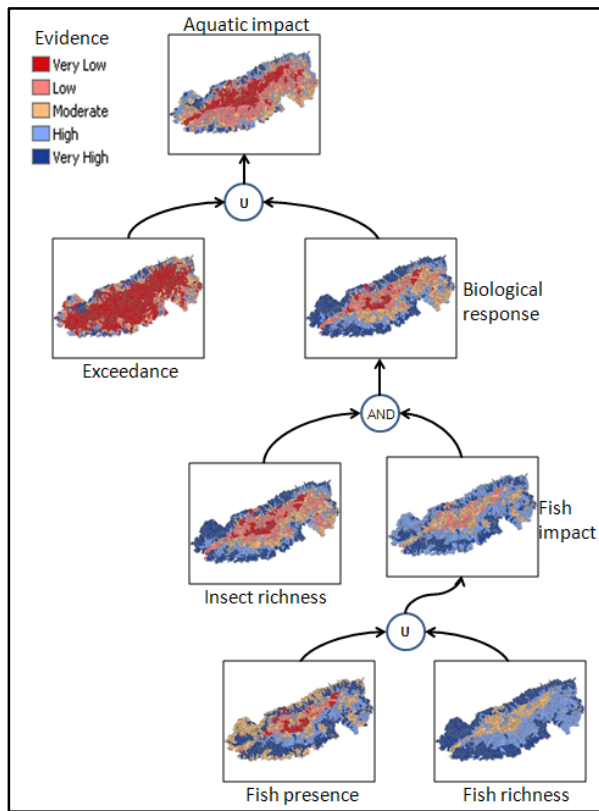 Aquatic impact
Evidence
Very Low
Low
Moderate
High
Very High
U
Exceedance
Biological
response
AND
Insect richness
Fish
impact
U
Fish presence
Fish richness